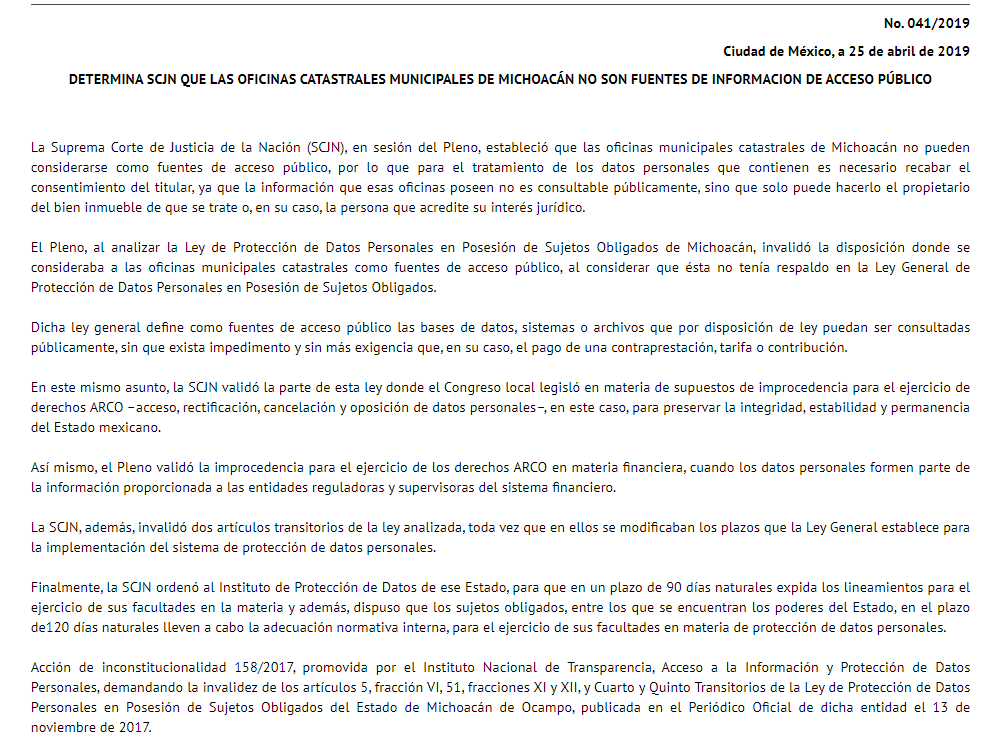 No. 041/2019
Ciudad de México, a 25 de abril de 2019
DETERMINA SCJN QUE LAS OFICINAS CATASTRALES MUNICIPALES DE MICHOACÁN NO SON FUENTES DE INFORMACION DE ACCESO PÚBLICO
La Suprema Corte de Justicia de la Nación (SCJN), en sesión del Pleno, estableció que las oficinas municipales catastrales de Michoacán no pueden
considerarse como fuentes de acceso público, por lo que para el tratamiento de los datos personales que contienen es necesario recabar el
consentimiento del titular, ya que la información que esas oficinas poseen no es consultable públicamente, sino que solo puede hacerlo el propietario
del bien inmueble de que se trate o, en su caso, la persona que acredite su interés jurídico.
El Pleno, al analizar la Ley de Protección de Datos Personales en Posesión de Sujetos Obligados de Michoacán, invalidó la disposición donde se
consideraba a las oficinas municipales catastrales como fuentes de acceso público, al considerar que ésta no tenía respaldo en la Ley General de
Protección de Datos Personales en Posesión de Sujetos Obligados.
Dicha ley general define como fuentes de acceso público las bases de datos, sistemas o archivos que por disposición de ley puedan ser consultadas
públicamente, sin que exista impedimento y sin más exigencia que, en su caso, el pago de una contraprestación, tarifa o contribución.
En este mismo asunto, la SCJN validó la parte de esta ley donde el Congreso local legisló en materia de supuestos de improcedencia para el ejercicio de
derechos ARCO –acceso, rectificación, cancelación y oposición de datos personales–, en este caso, para preservar la integridad, estabilidad y permanencia
del Estado mexicano.
Así mismo, el Pleno validó la improcedencia para el ejercicio de los derechos ARCO en materia financiera, cuando los datos personales formen parte de
la información proporcionada a las entidades reguladoras y supervisoras del sistema financiero.
La SCJN, además, invalidó dos artículos transitorios de la ley analizada, toda vez que en ellos se modificaban los plazos que la Ley General establece para
la implementación del sistema de protección de datos personales.
Finalmente, la SCJN ordenó al Instituto de Protección de Datos de ese Estado, para que en un plazo de 90 días naturales expida los lineamientos para el
ejercicio de sus facultades en la materia y además, dispuso que los sujetos obligados, entre los que se encuentran los poderes del Estado, en el plazo
de120 días naturales lleven a cabo la adecuación normativa interna, para el ejercicio de sus facultades en materia de protección de datos personales.
Acción de inconstitucionalidad 158/2017, promovida por el Instituto Nacional de Transparencia, Acceso a la Información y Protección de Datos
Personales, demandando la invalidez de los artículos 5, fracción VI, 51, fracciones XI y XII, y Cuarto y Quinto Transitorios de la Ley de Protección de Datos
Personales en Posesión de Sujetos Obligados del Estado de Michoacán de Ocampo, publicada en el Periódico Oficial de dicha entidad el 13 de
noviembre de 2017.